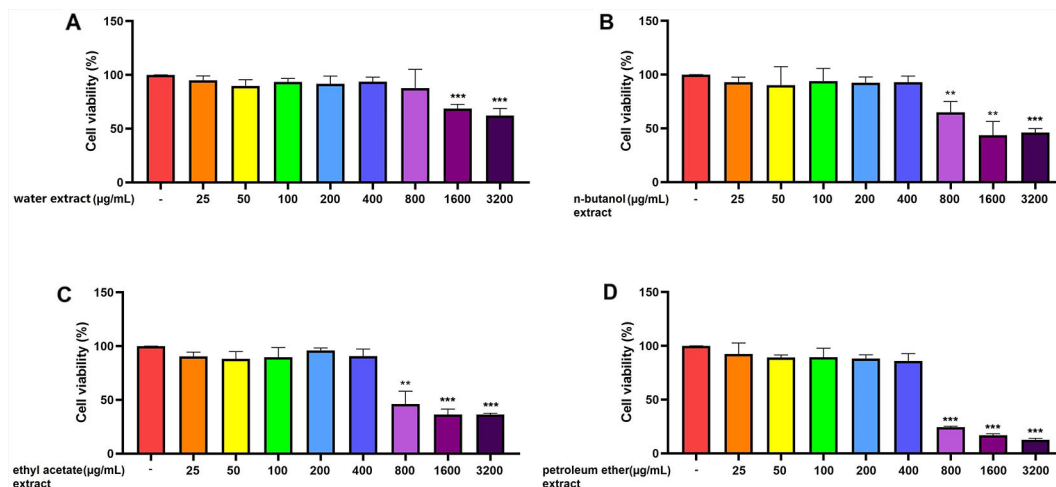 A
Cell viability (%)
150
100
50
0
***
***
water extract (µg/mL)
- 25 50 100 200 400 800 1600 3200
B
Cell viability (%)
150
100
50
0
**
**
***
n-butanol (µg/mL)
extract
- 25 50 100 200 400 800 1600 3200
C
Cell viability (%)
150
100
50
0
**
***
***
ethyl acetate(µg/mL)
extract
- 25 50 100 200 400 800 1600 3200
D
Cell viability (%)
150
100
50
0
***
***
***
petroleum ether(µg/mL)
extract
- 25 50 100 200 400 800 1600 3200